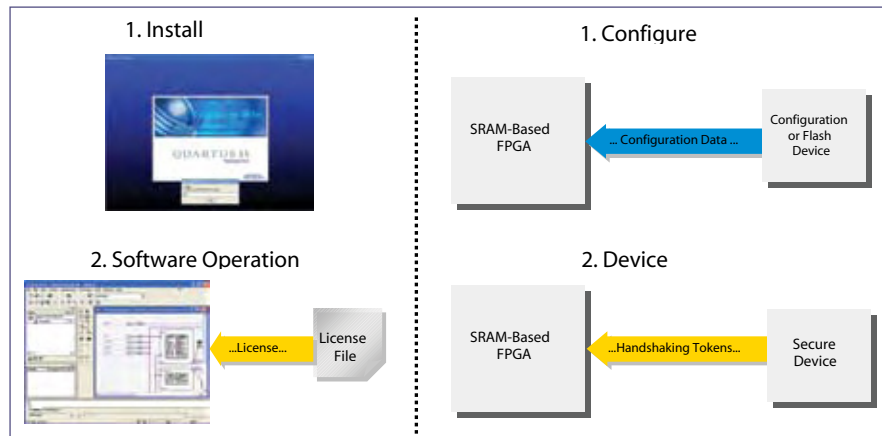 1. Install
QUARTUS II
2. Software Operation
...License...
License
File
1. Configure
SRAM-Based
FPGA
... Configuration Data ...
Configuration
or Flash
Device
2. Device
SRAM-Based
FPGA
...Handshaking Tokens...
Secure
Device